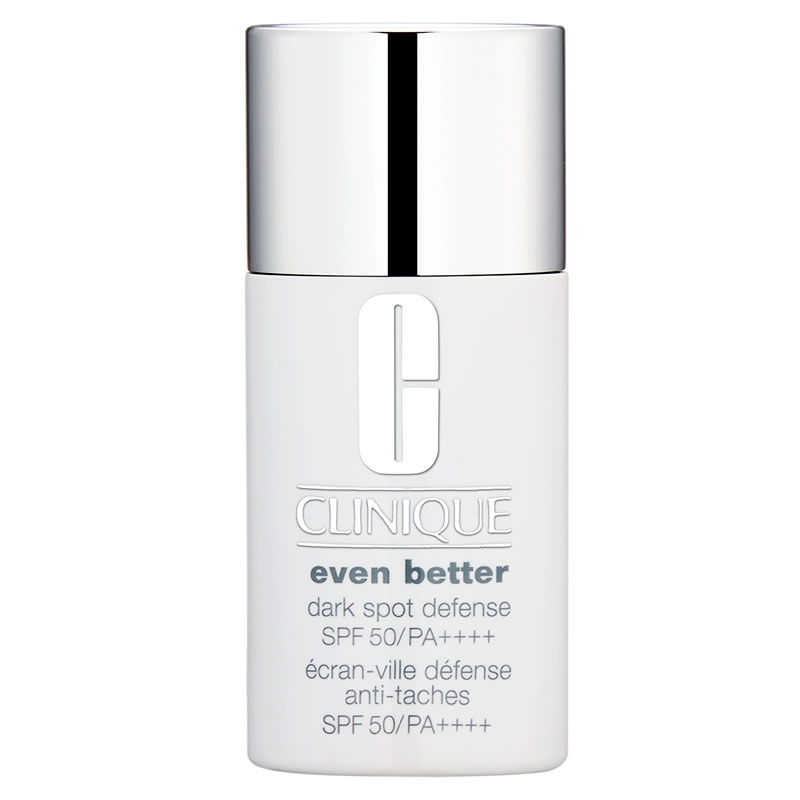 C
CLINIQUE
even better
dark spot defense
SPF 50/PA++++
écran-ville défense
anti-taches
SPF 50/PA++++